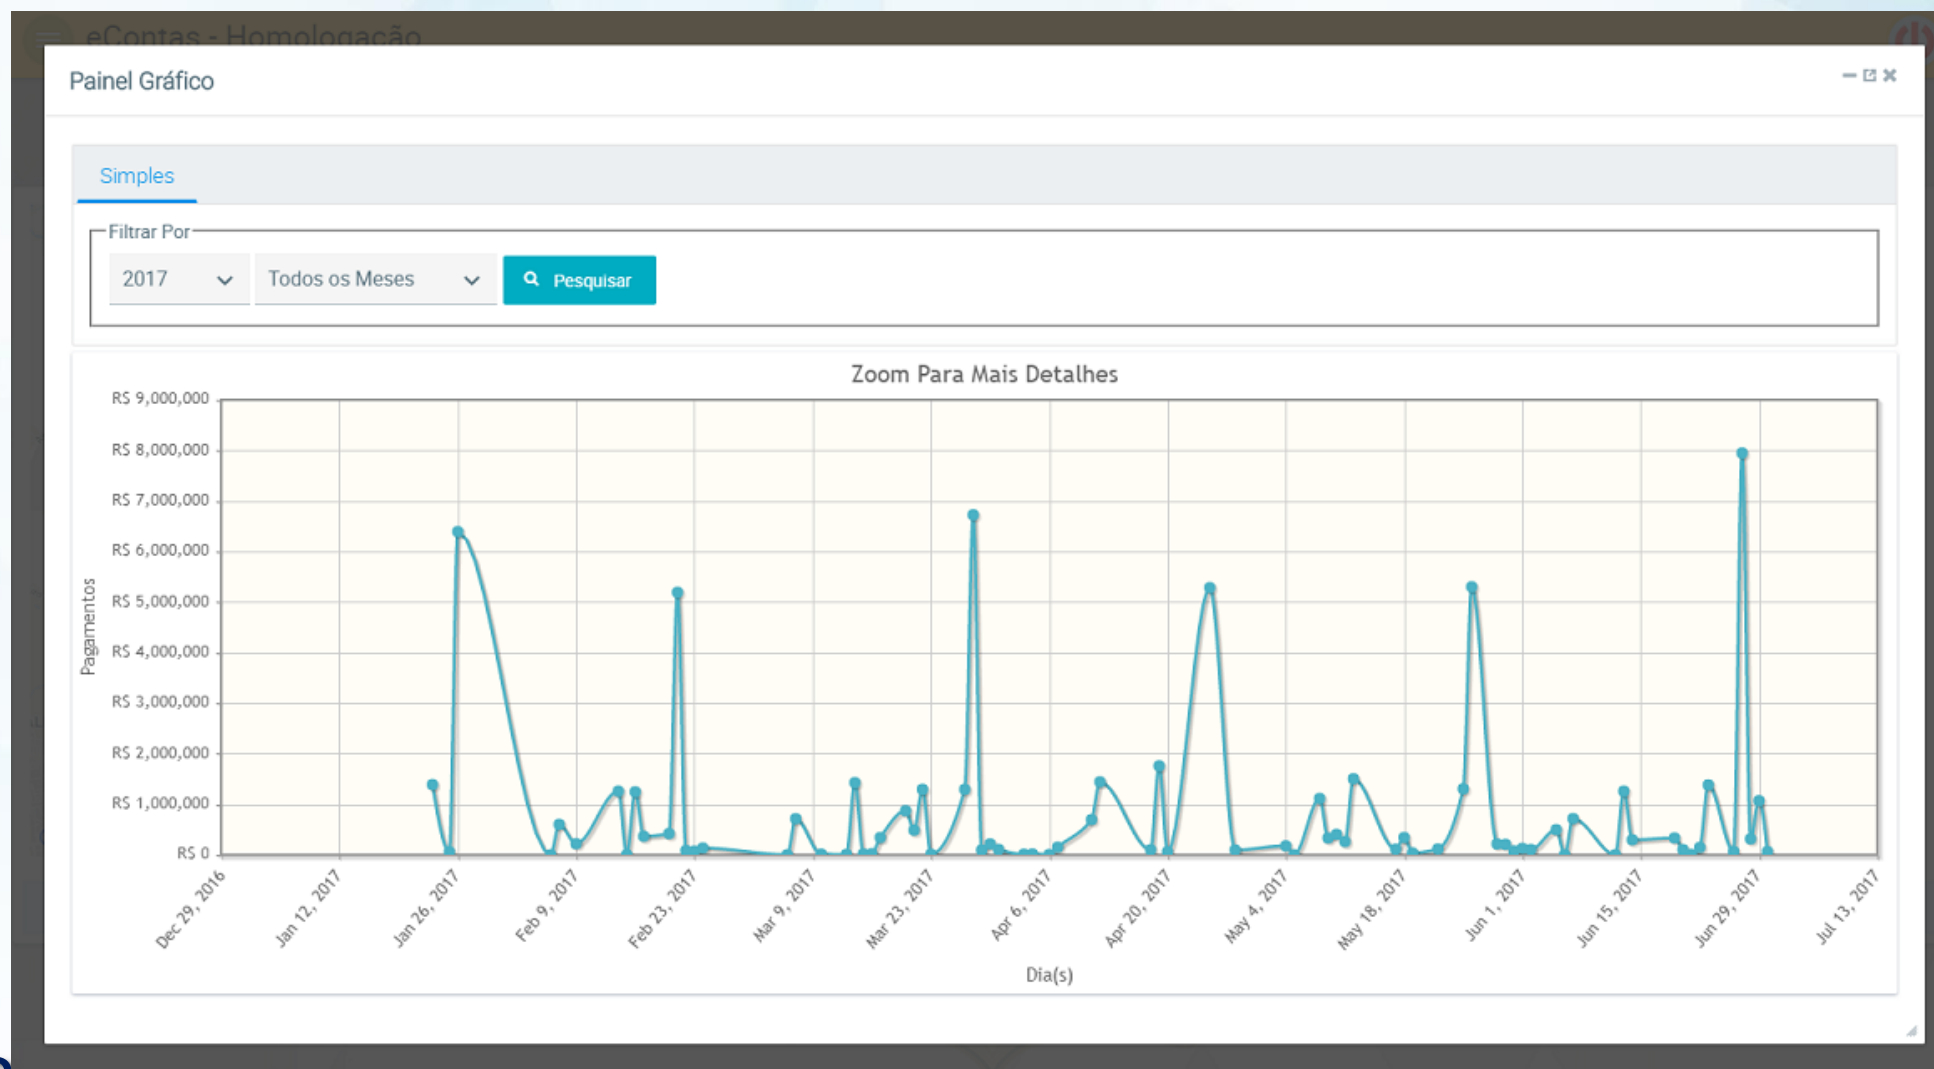 eContas - Homologação
Painel Gráfico
Simples
Filtrar Por
2017
Todos os Meses
Pesquisar
Zoom Para Mais Detalhes
R$ 9,000,000
R$ 8,000,000
R$ 7,000,000
R$ 6,000,000
R$ 5,000,000
R$ 4,000,000
R$ 3,000,000
R$ 2,000,000
R$ 1,000,000
R$ 0
Pagamentos
Dec 29, 2016
Jan 12, 2017
Jan 26, 2017
Feb 9, 2017
Feb 23, 2017
Mar 9, 2017
Mar 23, 2017
Apr 6, 2017
Apr 20, 2017
May 4, 2017
May 18, 2017
Jun 1, 2017
Jun 15, 2017
Jun 29, 2017
Jul 13, 2017
Dia(s)